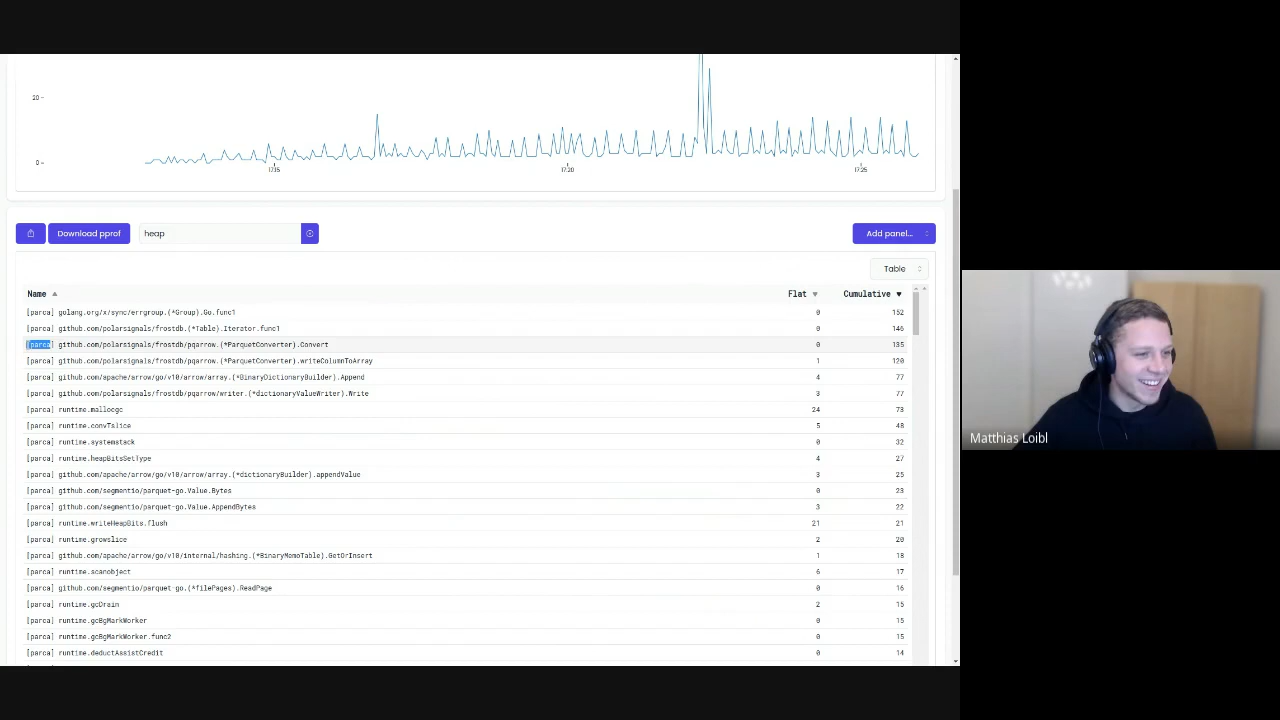 20
0
17:15
17:20
17:25
Download pprof
heap
Add panel...
Table
Name Flat Cumulative
[parca] golang.org/x/sync/errgroup.(*Group).Go.func1 0 152
[parca] github.com/polarsignals/frostdb.(*Table).Iterator.func1 0 146
[parca] github.com/polarsignals/frostdb/pqarrow.(*ParquetConverter).Convert 0 135
[parca] github.com/polarsignals/frostdb/pqarrow.(*ParquetConverter).writeColumnToArray 1 120
[parca] github.com/apache/arrow/go/v10/arrow/array.(*BinaryDictionaryBuilder).Append 4 77
[parca] github.com/polarsignals/frostdb/pqarrow/writer.(*dictionaryValueWriter).Write 3 77
[parca] runtime.mallocgc 24 73
[parca] runtime.convTslice 5 48
[parca] runtime.systemstack 0 32
[parca] runtime.heapBitsSetType 4 27
[parca] github.com/apache/arrow/go/v10/arrow/array.(*dictionaryBuilder).appendValue 3 25
[parca] github.com/segmentio/parquet-go.Value.Bytes 0 23
[parca] github.com/segmentio/parquet-go.Value.AppendBytes 3 22
[parca] runtime.writeHeapBits.flush 21 21
[parca] runtime.growslice 2 20
[parca] github.com/apache/arrow/go/v10/internal/hashing.(*BinaryMemoTable).GetOrInsert 1 18
[parca] runtime.scanobject 6 17
[parca] github.com/segmentio/parquet-go.(*filePages).ReadPage 0 16
[parca] runtime.gcDrain 2 15
[parca] runtime.gcBgMarkWorker 0 15
[parca] runtime.gcBgMarkWorker.func2 0 15
[parca] runtime.deductAssistCredit 0 14
Matthias Loibl